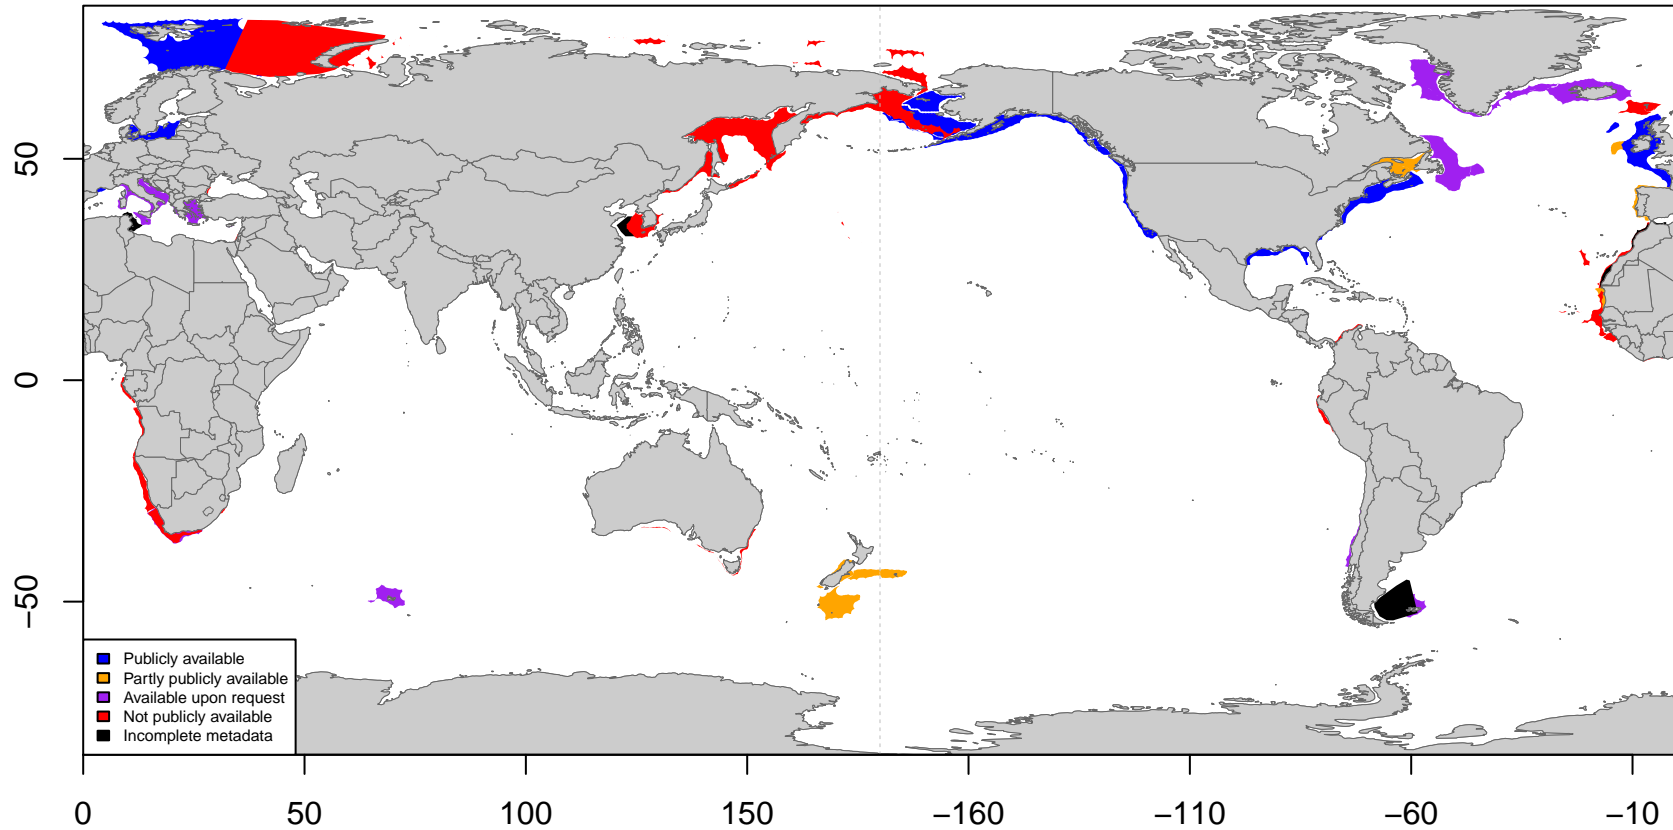 50
0
−50
Publicly available
Partly publicly available
Available upon request
Not publicly available
Incomplete metadata
0 50 100 150 −160 −110 −60 −10